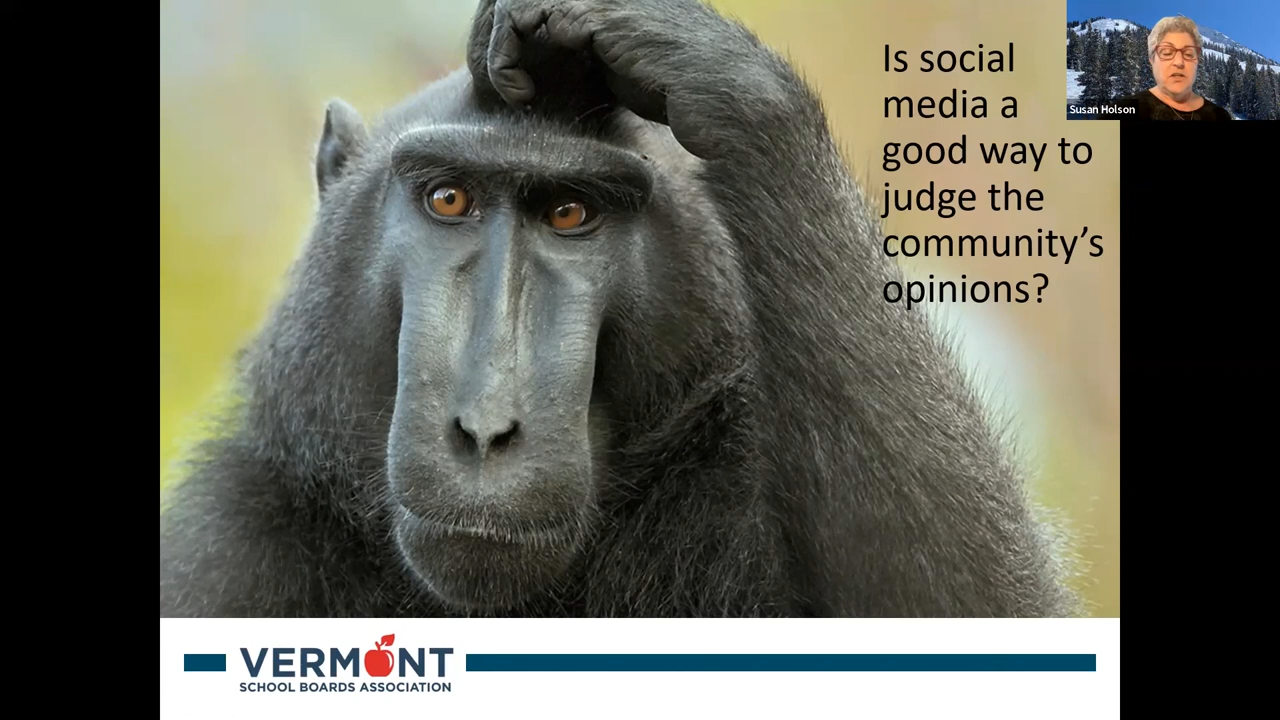 Is social
media a
good way to
judge the
community’s
opinions?
Susan Holson
VERMONT
SCHOOL BOARDS ASSOCIATION